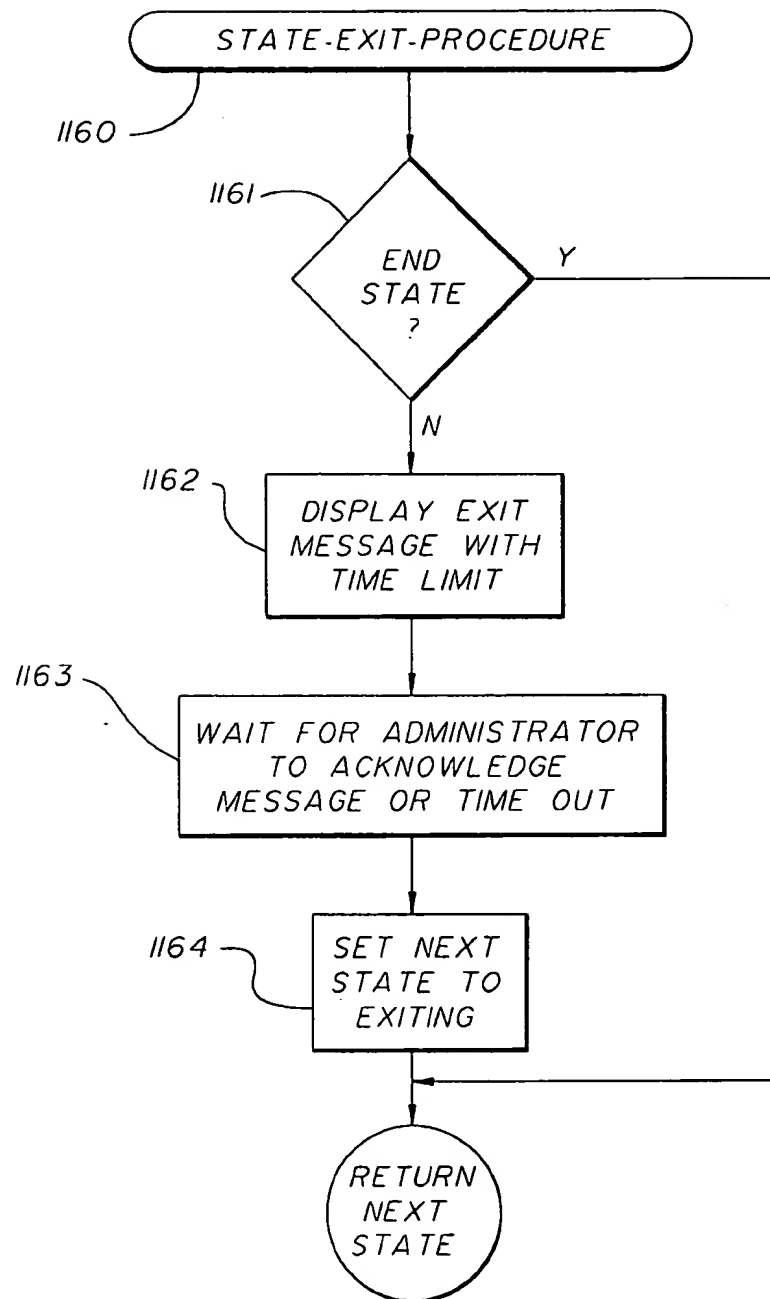 STATE-EXIT-PROCEDURE
1160
1161
END
STATE
?
Y
N
1162
DISPLAY EXIT
MESSAGE WITH
TIME LIMIT
1163
WAIT FOR ADMINISTRATOR
TO ACKNOWLEDGE
MESSAGE OR TIME OUT
1164
SET NEXT
STATE TO
EXITING
RETURN
NEXT
STATE